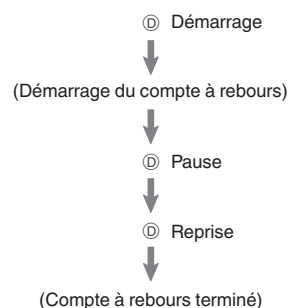 Ⓓ Démarrage
(Démarrage du compte à rebours)
Ⓓ Pause
Ⓓ Reprise
(Compte à rebours terminé)